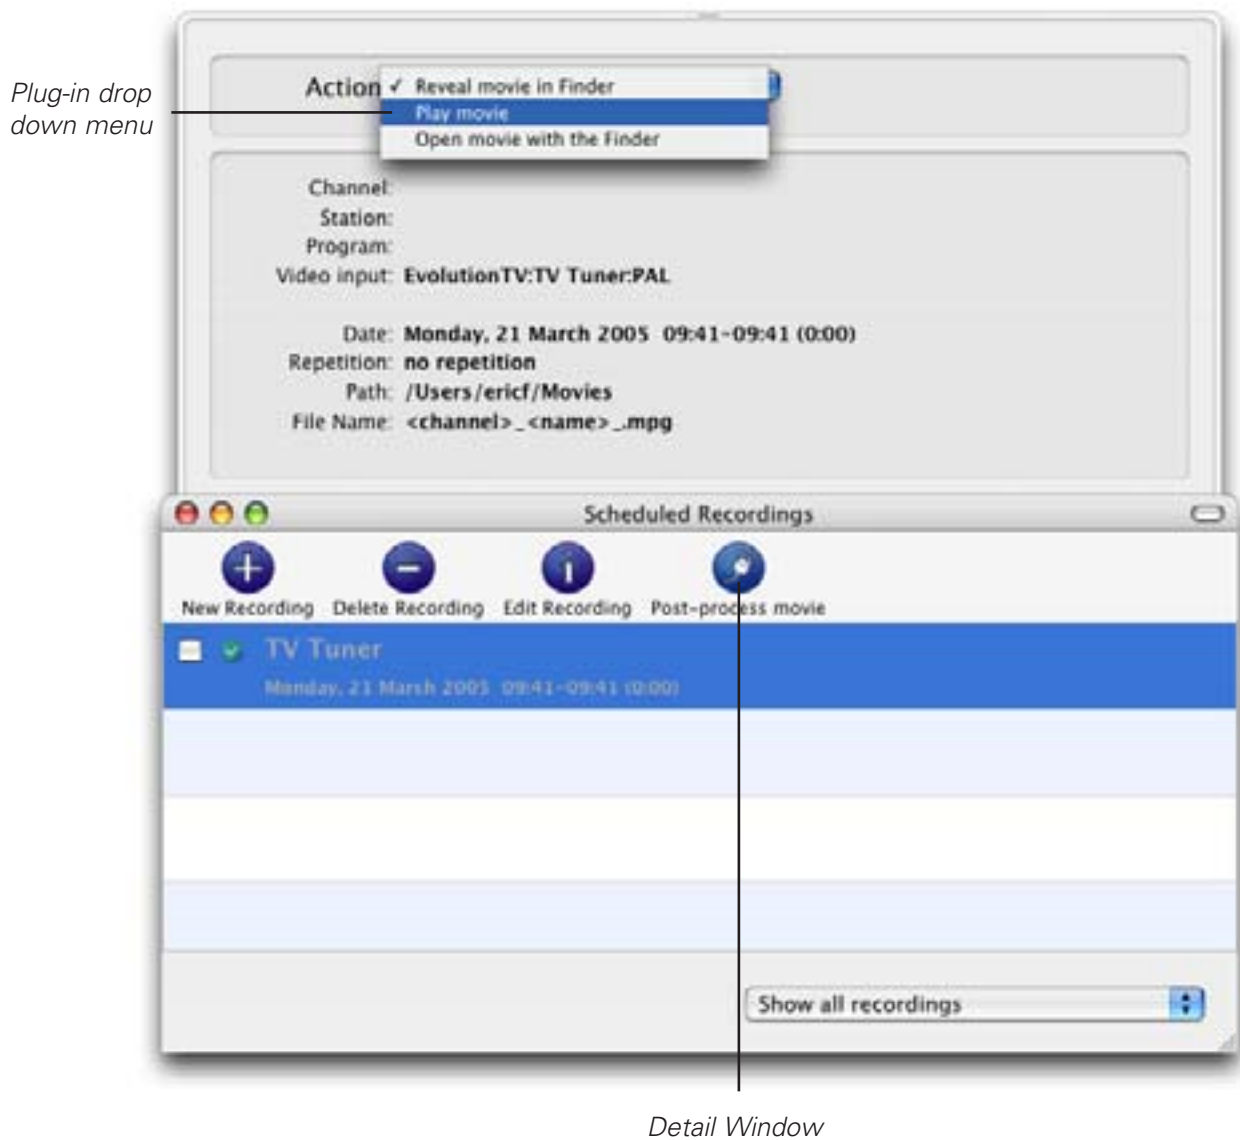 Plug-in drop
down menu
Action
✓ Reveal movie in Finder
Play movie
Open movie with the Finder
Channel:
Station:
Program:
Video input: EvolutionTV:TV Tuner:PAL
Date: Monday, 21 March 2005 09:41-09:41 (0:00)
Repetition: no repetition
Path: /Users/ericf/Movies
File Name: <channel>_<name>_.mpg
Scheduled Recordings
New Recording Delete Recording Edit Recording Post-process movie
TV Tuner
Monday, 21 March 2005 09:41-09:41 (0:00)
Show all recordings
Detail Window